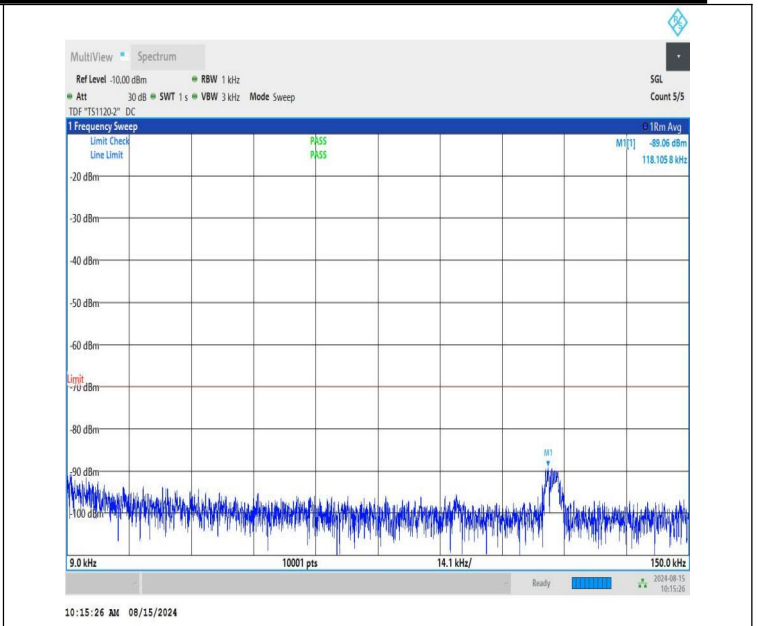 MultiView Spectrum
Ref Level -10.00 dBm RBW 1 kHz SGL
Att 30 dB SWT 1 s VBW 3 kHz Mode Sweep Count 5/5
TDF "TS1120-2" DC
1 Frequency Sweep 1Rm Avg
Limit Check PASS M1[1] -89.06 dBm
Line Limit PASS 118.105 8 kHz
-20 dBm
-30 dBm
-40 dBm
-50 dBm
-60 dBm
Limit
-70 dBm
-80 dBm
M1
-90 dBm
-100 dBm
9.0 kHz 10001 pts 14.1 kHz/ 150.0 kHz
Ready 2024-08-15
10:15:26
10:15:26 AM 08/15/2024